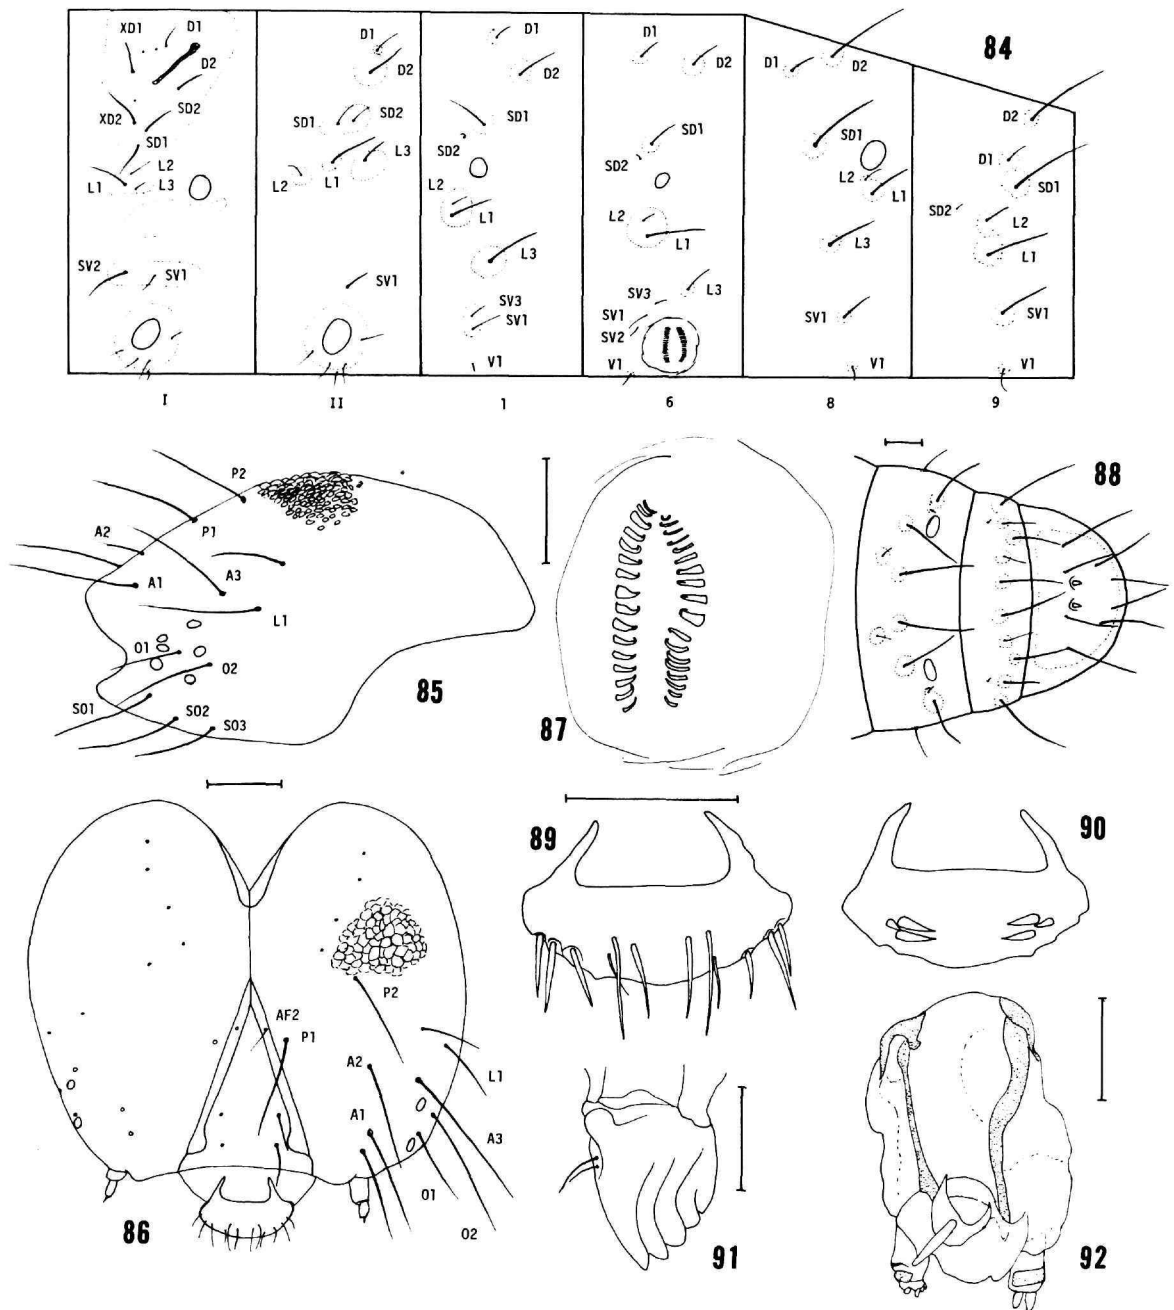 XD1 D1 D2 XD2 SD2 SD1 L2 L1 L3 SV2 SV1
D1 D2 SD2 SD1 L3 L2 L1 SV1
D1 D2 SD1 SD2 L2 L1 L3 SV3 SV1 V1
D1 D2 SD1 SD2 L2 L1 L3 SV3 SV1 SV2 V1
D1 D2 SD1 L2 L1 L3 SV1 V1
84
D2 D1 SD1 SD2 L2 L1 SV1 V1
I II 1 6 8 9
P2
P1
A2
A1 A3
L1
O1
O2
SO1
SO2
SO3
85
87
88
AF2
P1
P2
A2
A1
L1
A3
O1
O2
86
89
90
91
92